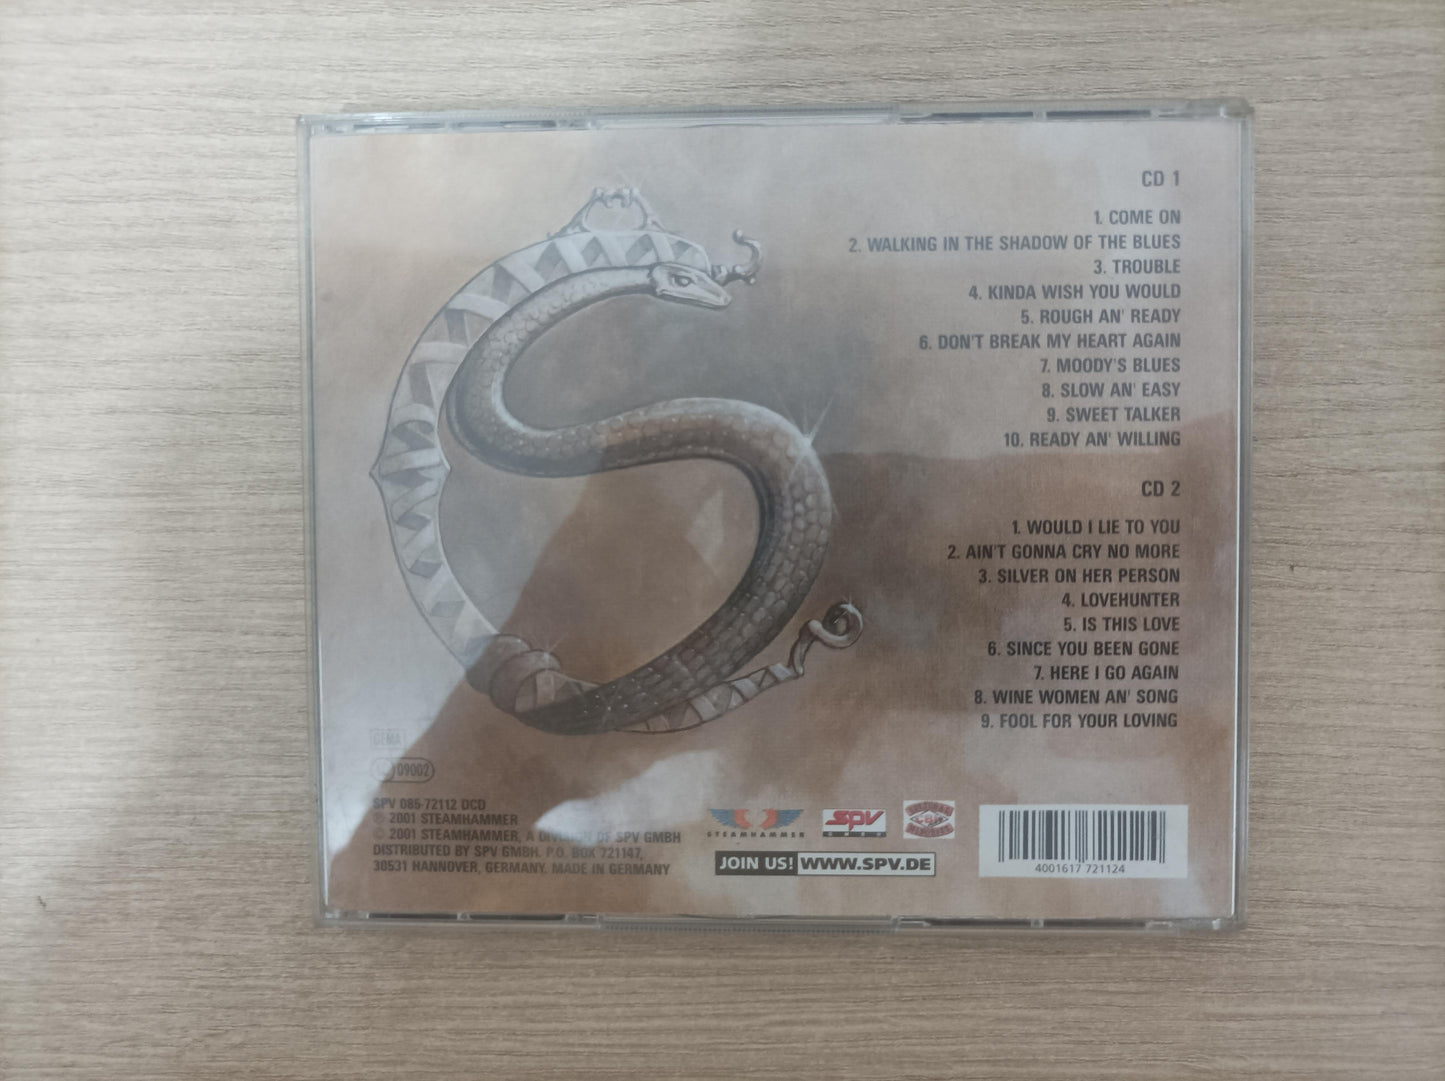 CD 1
1. COME ON
2. WALKING IN THE SHADOW OF THE BLUES
3. TROUBLE
4. KINDA WISH YOU WOULD
5. ROUGH AN' READY
6. DON'T BREAK MY HEART AGAIN
7. MOODY'S BLUES
8. SLOW AN' EASY
9. SWEET TALKER
10. READY AN' WILLING
CD 2
1. WOULD I LIE TO YOU
2. AIN'T GONNA CRY NO MORE
3. SILVER ON HER PERSON
4. LOVEHUNTER
5. IS THIS LOVE
6. SINCE YOU BEEN GONE
7. HERE I GO AGAIN
8. WINE WOMEN AN' SONG
9. FOOL FOR YOUR LOVING
GEMA
09002
SPV 085-72112 DCD
℗ 2001 STEAMHAMMER
© 2001 STEAMHAMMER, A DIVISION OF SPV GMBH
DISTRIBUTED BY SPV GMBH. P.O. BOX 721147,
30531 HANNOVER, GERMANY. MADE IN GERMANY
STEAMHAMMER
SPV
GMBH
JOIN US! WWW.SPV.DE
4001617 721124